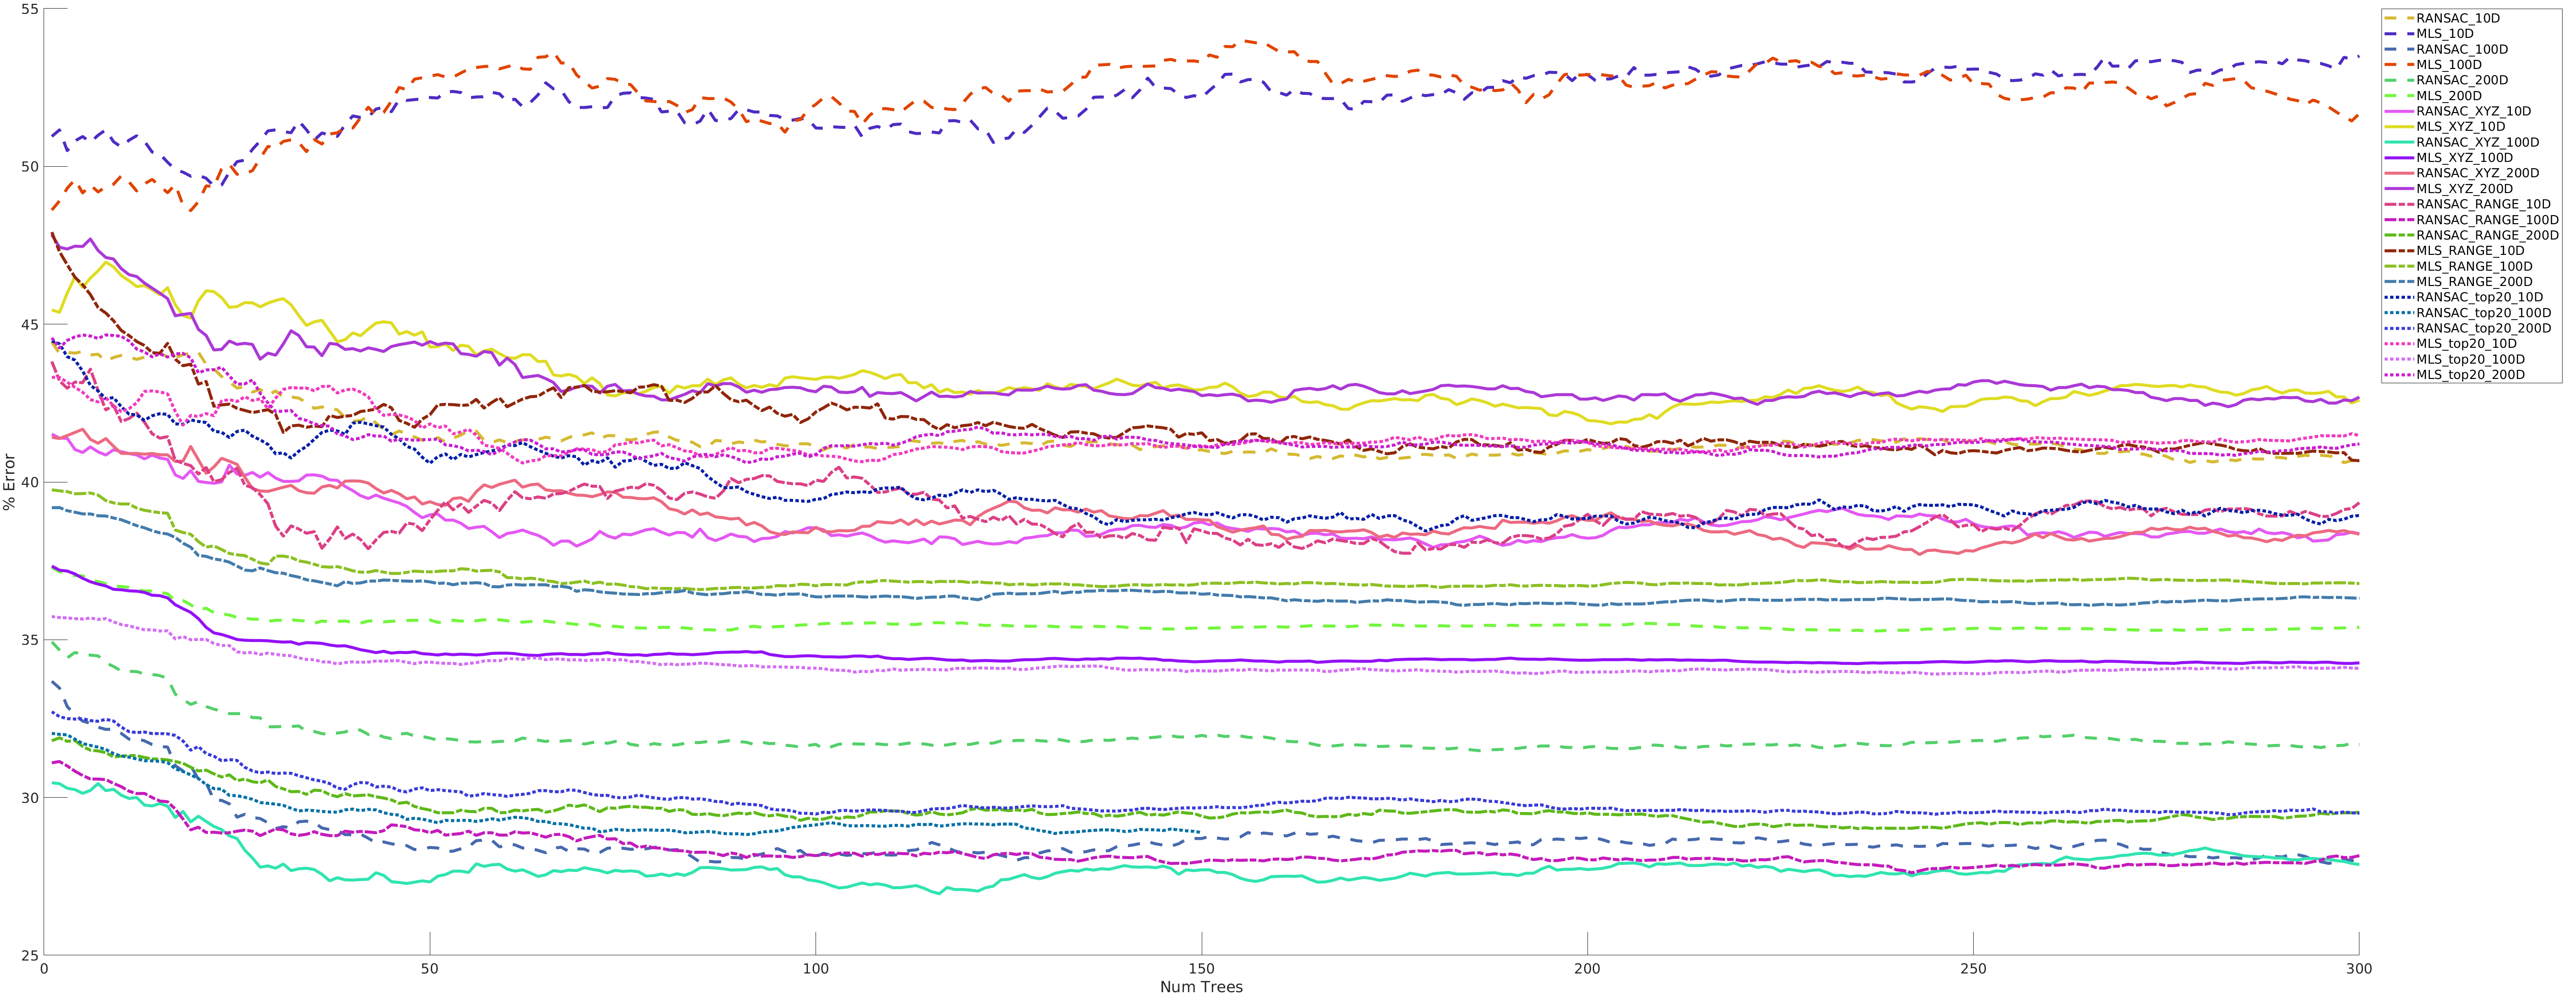 55
50
45
40
35
30
25
% Error
0
50
100
150
200
250
300
Num Trees
RANSAC_10D
MLS_10D
RANSAC_100D
MLS_100D
RANSAC_200D
MLS_200D
RANSAC_XYZ_10D
MLS_XYZ_10D
RANSAC_XYZ_100D
MLS_XYZ_100D
RANSAC_XYZ_200D
MLS_XYZ_200D
RANSAC_RANGE_10D
RANSAC_RANGE_100D
RANSAC_RANGE_200D
MLS_RANGE_10D
MLS_RANGE_100D
MLS_RANGE_200D
RANSAC_top20_10D
RANSAC_top20_100D
RANSAC_top20_200D
MLS_top20_10D
MLS_top20_100D
MLS_top20_200D